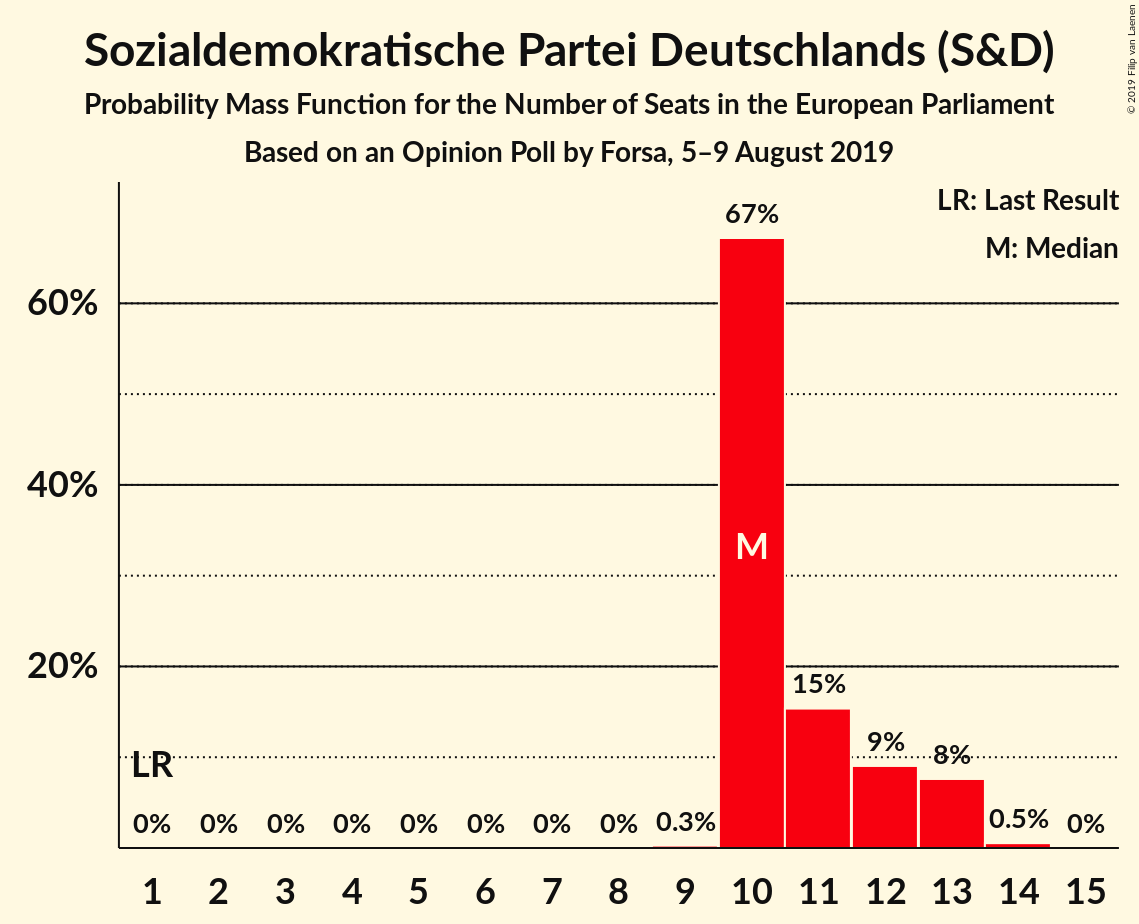 Sozialdemokratische Partei Deutschlands (S&D)
Probability Mass Function for the Number of Seats in the European Parliament
Based on an Opinion Poll by Forsa, 5–9 August 2019
© 2019 Filip van Laenen
LR: Last Result
M: Median
67%
60%
40%
M
20%
15%
9%
8%
LR
0% 0% 0% 0% 0% 0% 0% 0% 0.3% 0.5% 0%
1 2 3 4 5 6 7 8 9 10 11 12 13 14 15